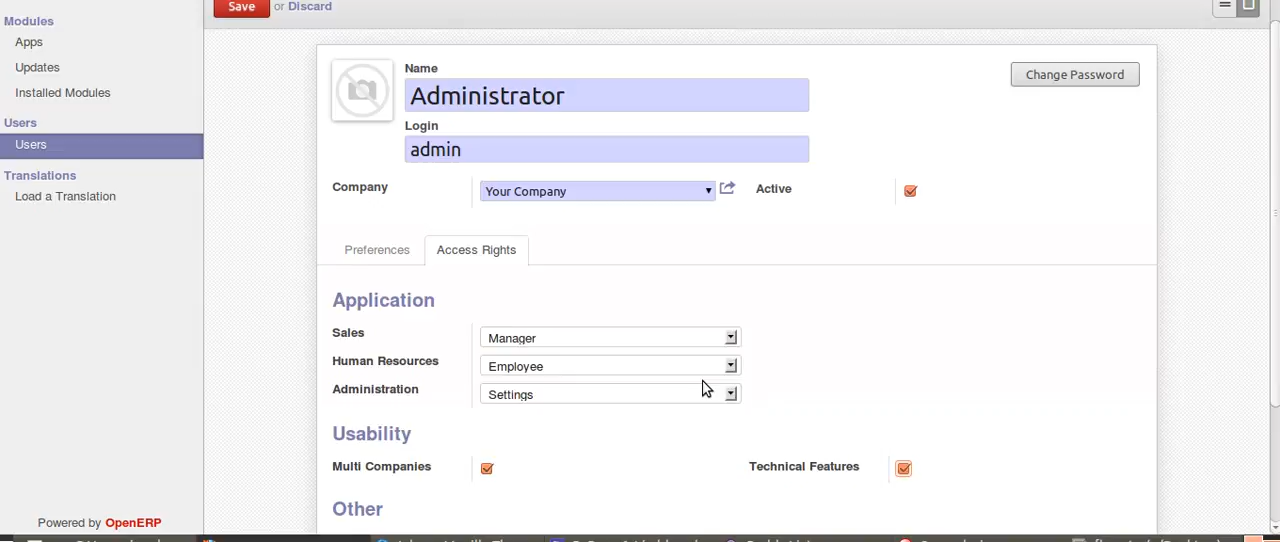 Save or Discard
Modules
Apps
Updates
Installed Modules
Users
Users
Translations
Load a Translation
Powered by OpenERP
Name
Administrator
Change Password
Login
admin
Company Your Company Active
Preferences Access Rights
Application
Sales Manager
Human Resources Employee
Administration Settings
Usability
Multi Companies Technical Features
Other